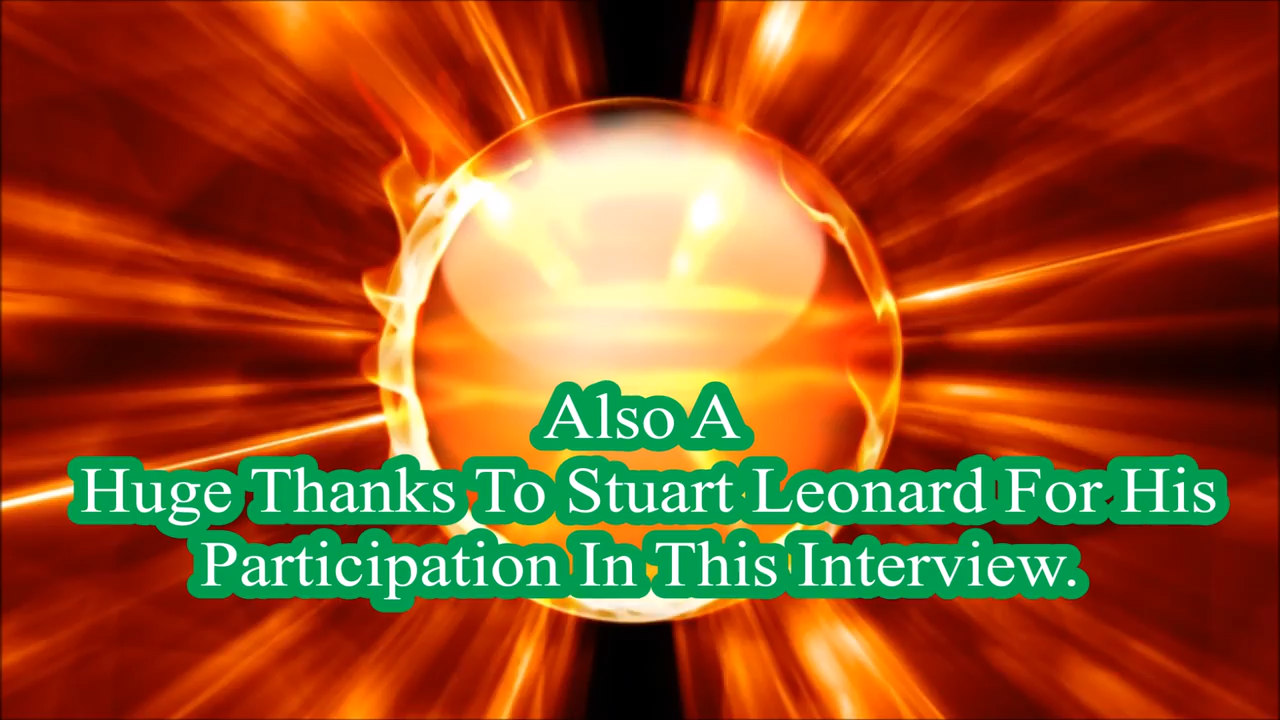 Also A
Huge Thanks To Stuart Leonard For His
Participation In This Interview.